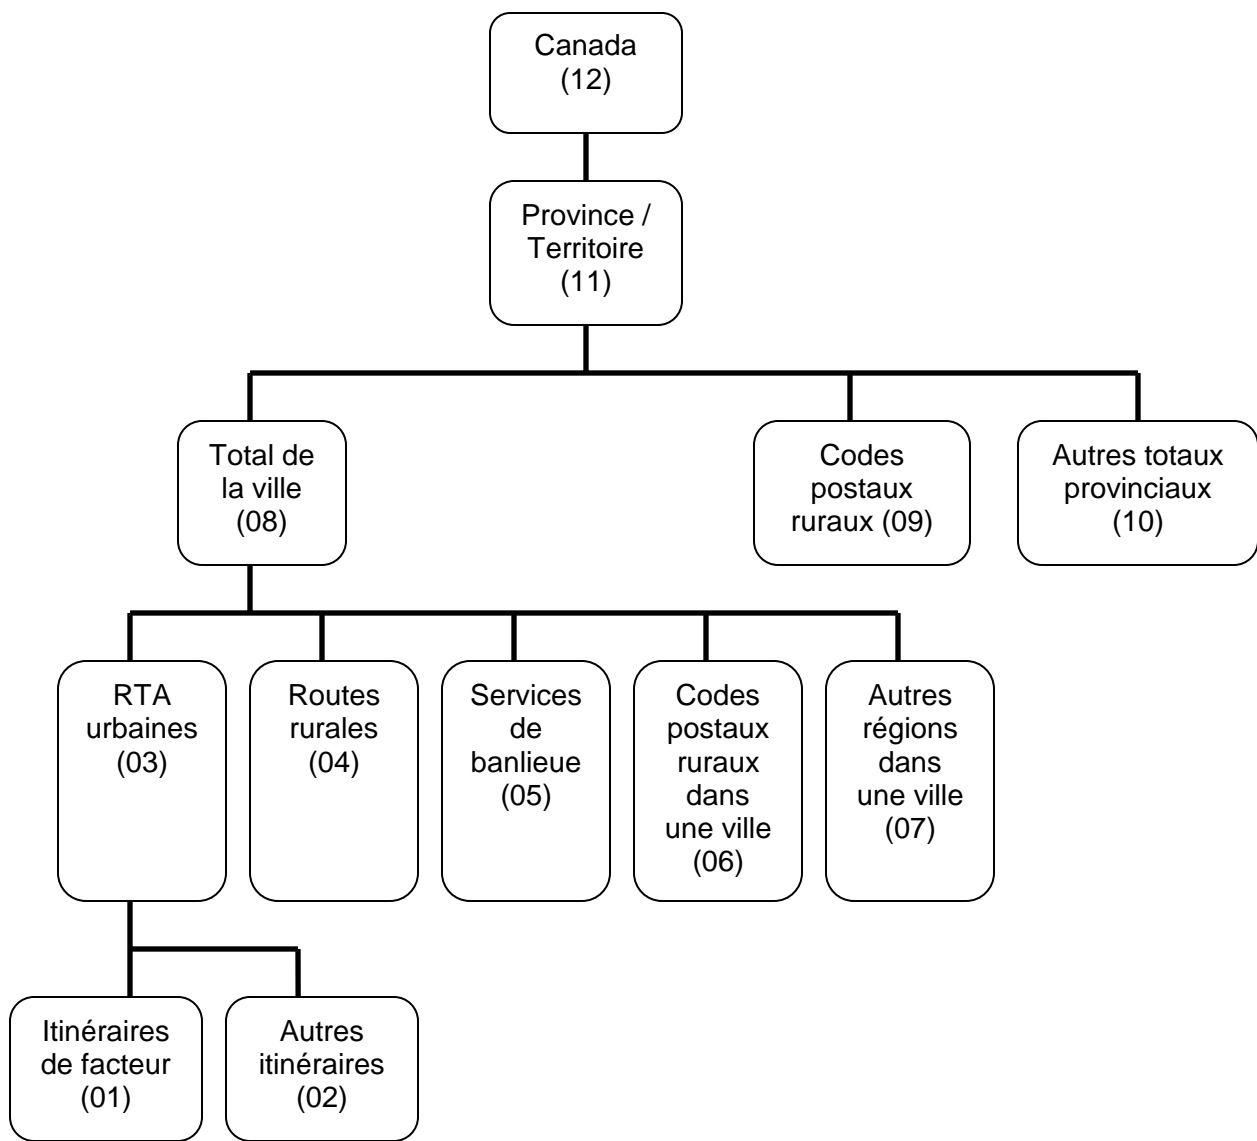 Canada
(12)
Province /
Territoire
(11)
Total de
la ville
(08)
Codes
postaux
ruraux (09)
Autres totaux
provinciaux
(10)
RTA
urbaines
(03)
Routes
rurales
(04)
Services
de
banlieue
(05)
Codes
postaux
ruraux
dans
une ville
(06)
Autres
régions
dans
une ville
(07)
Itinéraires
de facteur
(01)
Autres
itinéraires
(02)